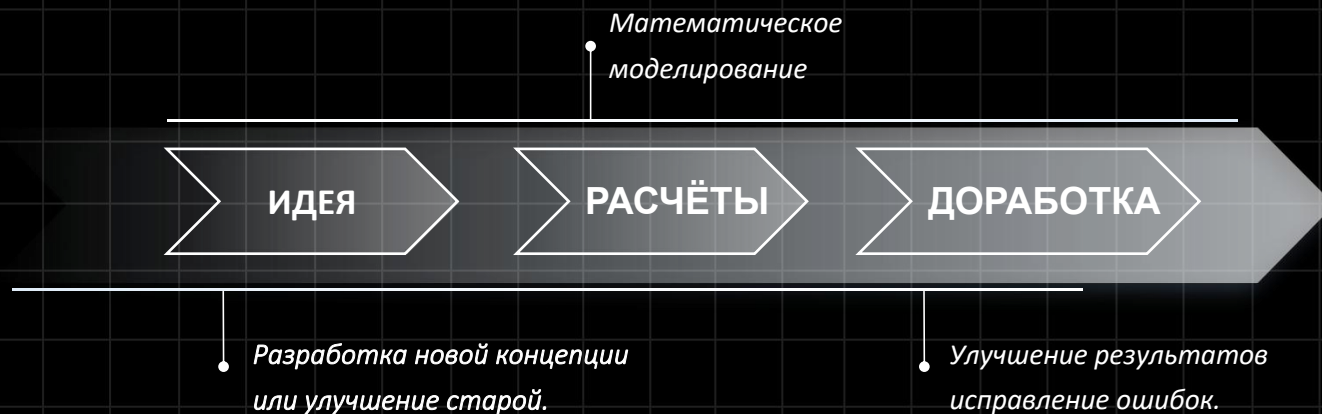 Математическое
моделирование
ИДЕЯ
РАСЧЁТЫ
ДОРАБОТКА
Разработка новой концепции
или улучшение старой.
Улучшение результатов
исправление ошибок.